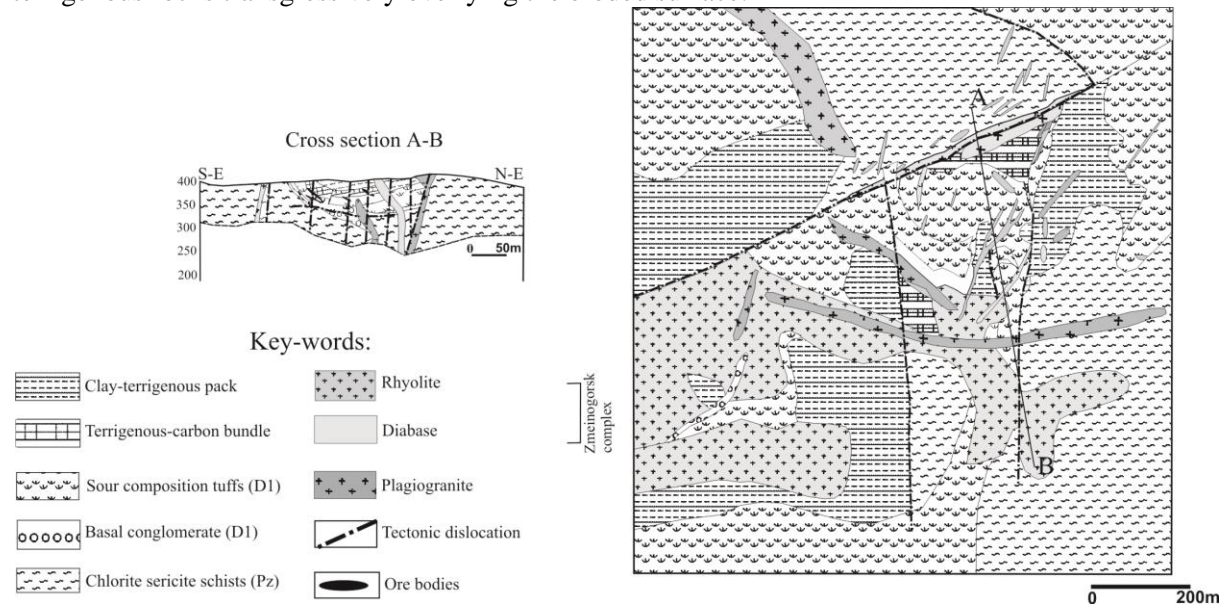 Cross section A-B
S-E
N-E
400
350
300
250
200
0 50m
Key-words:
Clay-terrigenous pack
Terrigenous-carbon bundle
Sour composition tuffs (D1)
Basal conglomerate (D1)
Chlorite sericite schists (Pz)
Rhyolite
Diabase
Plagiogranite
Tectonic dislocation
Ore bodies
Zmeinogorsk
complex
A
B
0 200m